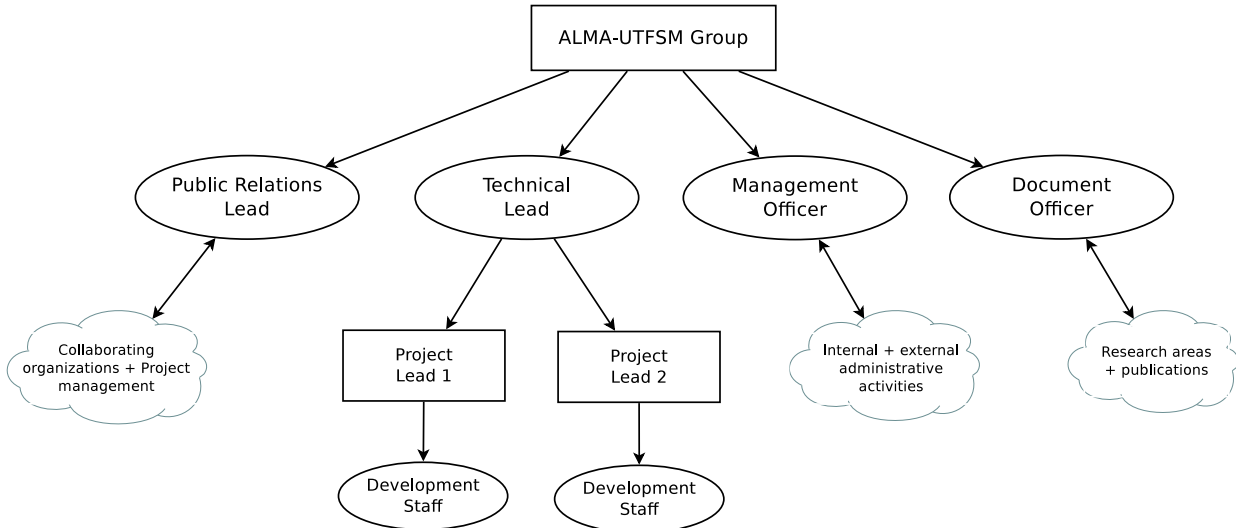 ALMA-UTFSM Group
Public Relations
Lead
Technical
Lead
Management
Officer
Document
Officer
Collaborating
organizations + Project
management
Project
Lead 1
Project
Lead 2
Internal + external
administrative
activities
Research areas
+ publications
Development
Staff
Development
Staff